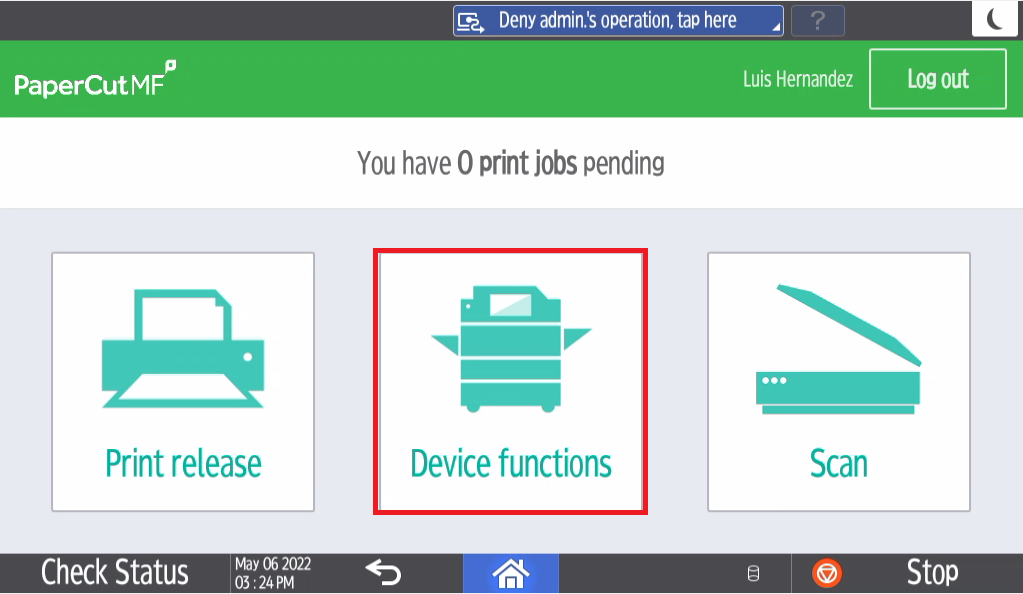 Deny admin.'s operation, tap here
?
PaperCut MF
Luis Hernandez
Log out
You have 0 print jobs pending
Print release
Device functions
Scan
Check Status
May 06 2022
03 : 24 PM
Stop